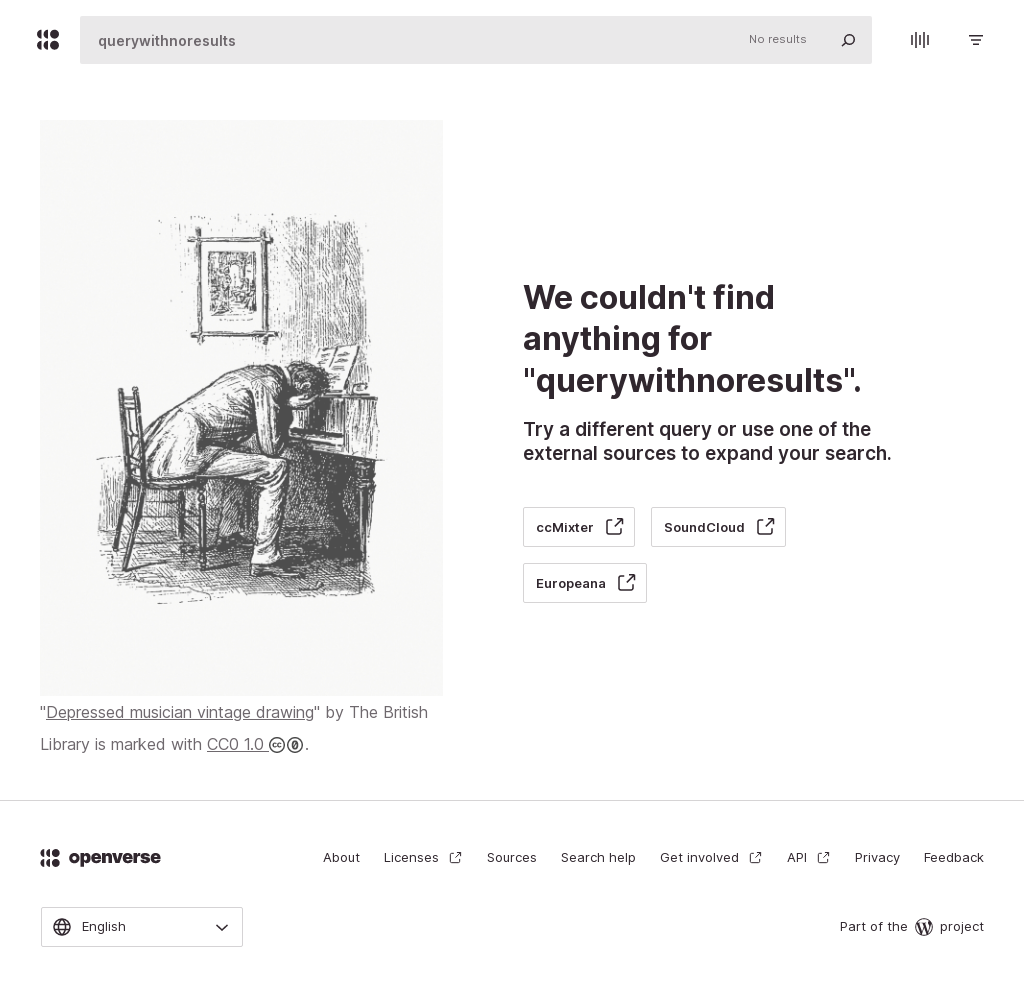 querywithnoresults
No results
We couldn't find
anything for
"querywithnoresults".
Try a different query or use one of the
external sources to expand your search.
ccMixter
SoundCloud
Europeana
"Depressed musician vintage drawing" by The British
Library is marked with CC0 1.0 .
openverse
About
Licenses
Sources
Search help
Get involved
API
Privacy
Feedback
English
Part of the project